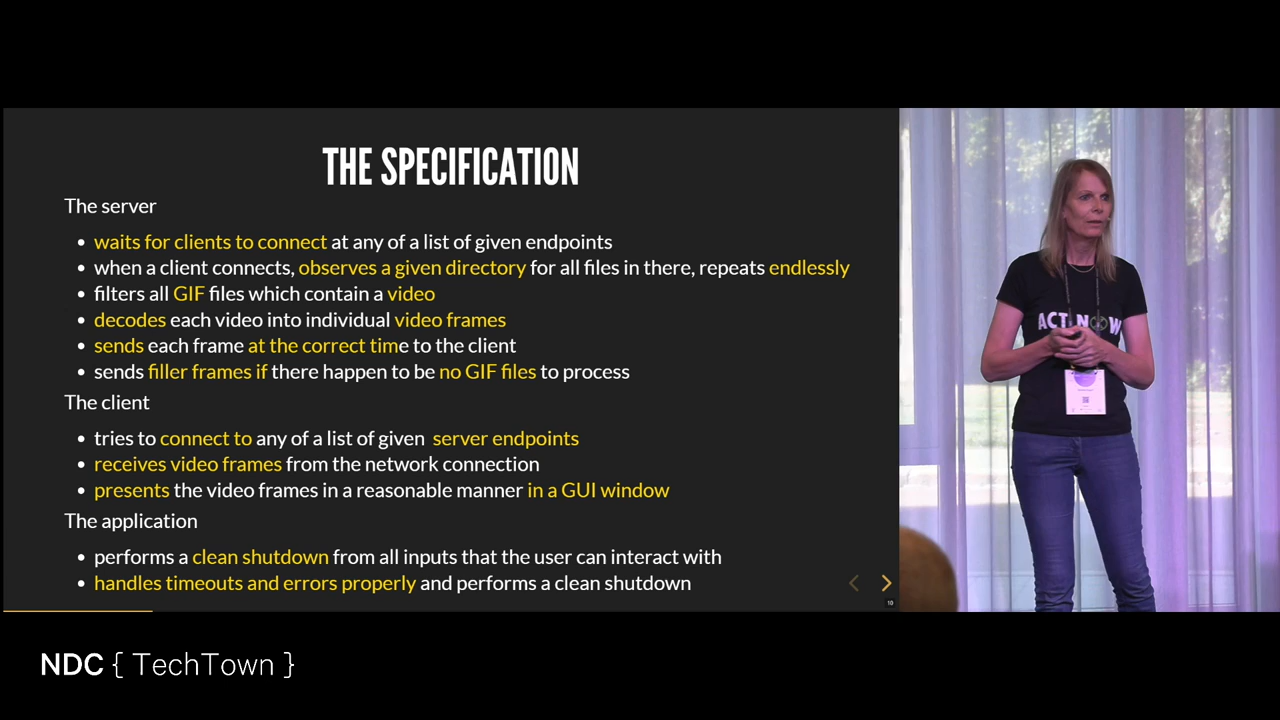 THE SPECIFICATION
The server
• waits for clients to connect at any of a list of given endpoints
• when a client connects, observes a given directory for all files in there, repeats endlessly
• filters all GIF files which contain a video
• decodes each video into individual video frames
• sends each frame at the correct time to the client
• sends filler frames if there happen to be no GIF files to process
The client
• tries to connect to any of a list of given server endpoints
• receives video frames from the network connection
• presents the video frames in a reasonable manner in a GUI window
The application
• performs a clean shutdown from all inputs that the user can interact with
• handles timeouts and errors properly and performs a clean shutdown
10
ACT NOW
NDC { TechTown }